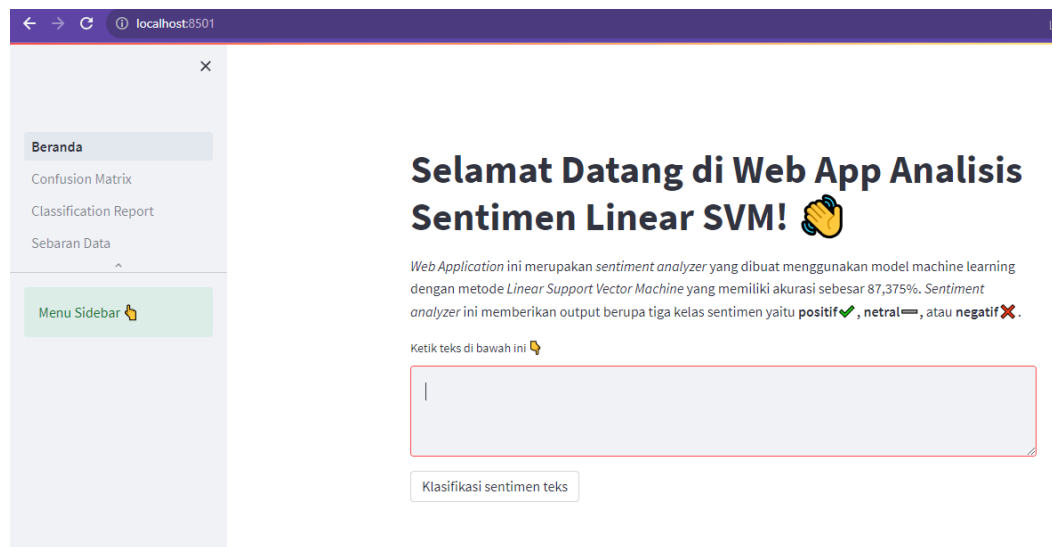 localhost:8501
Beranda
Confusion Matrix
Classification Report
Sebaran Data
Menu Sidebar 👆
Selamat Datang di Web App Analisis
Sentimen Linear SVM! 👋
Web Application ini merupakan sentiment analyzer yang dibuat menggunakan model machine learning
dengan metode Linear Support Vector Machine yang memiliki akurasi sebesar 87,375%. Sentiment
analyzer ini memberikan output berupa tiga kelas sentimen yaitu positif✔, netral➖, atau negatif❌.
Ketik teks di bawah ini 👇
Klasifikasi sentimen teks